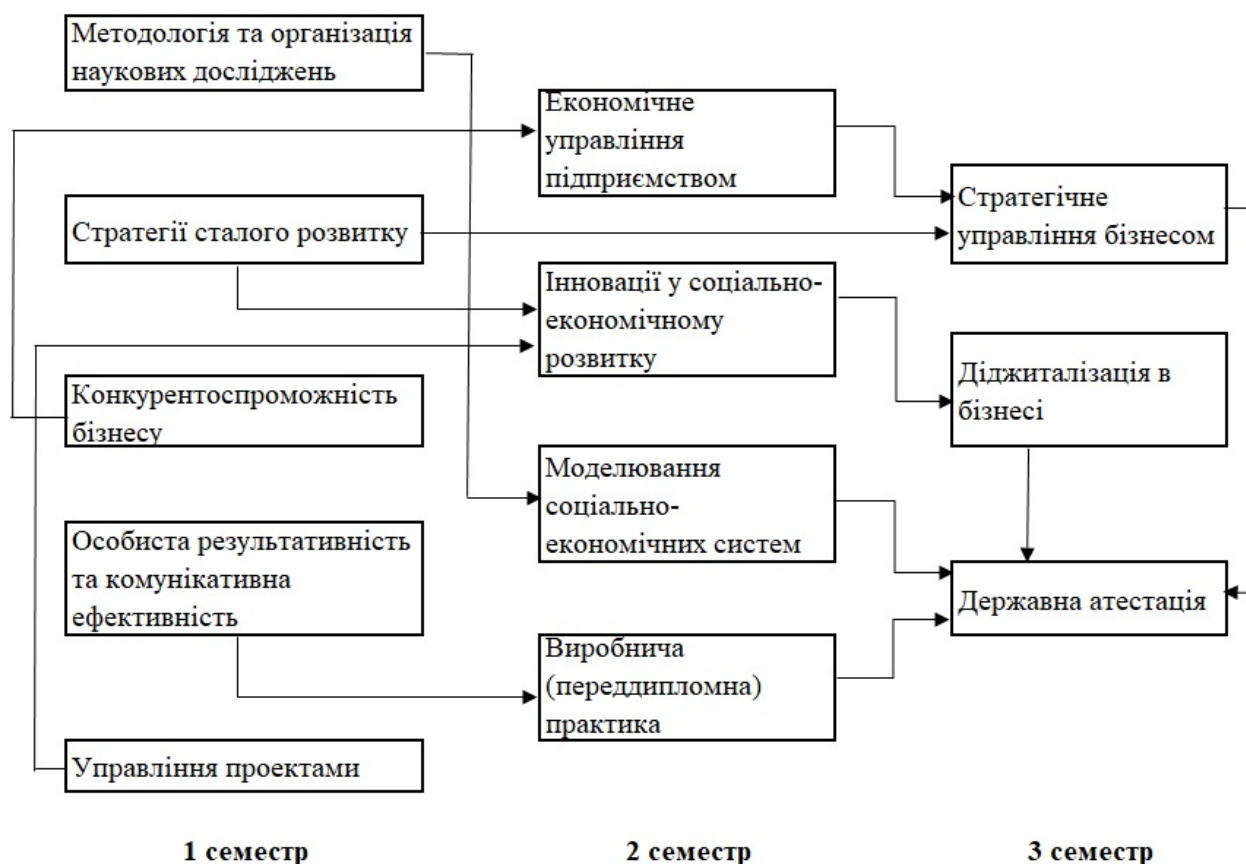 Методологія та організація
наукових досліджень
Стратегії сталого розвитку
Конкурентоспроможність
бізнесу
Особиста результативність
та комунікативна
ефективність
Управління проектами
1 семестр
Економічне
управління
підприємством
Інновації у соціально-
економічному
розвитку
Моделювання
соціально-
економічних систем
Виробнича
(переддипломна)
практика
2 семестр
Стратегічне
управління бізнесом
Діджиталізація в
бізнесі
Державна атестація
3 семестр